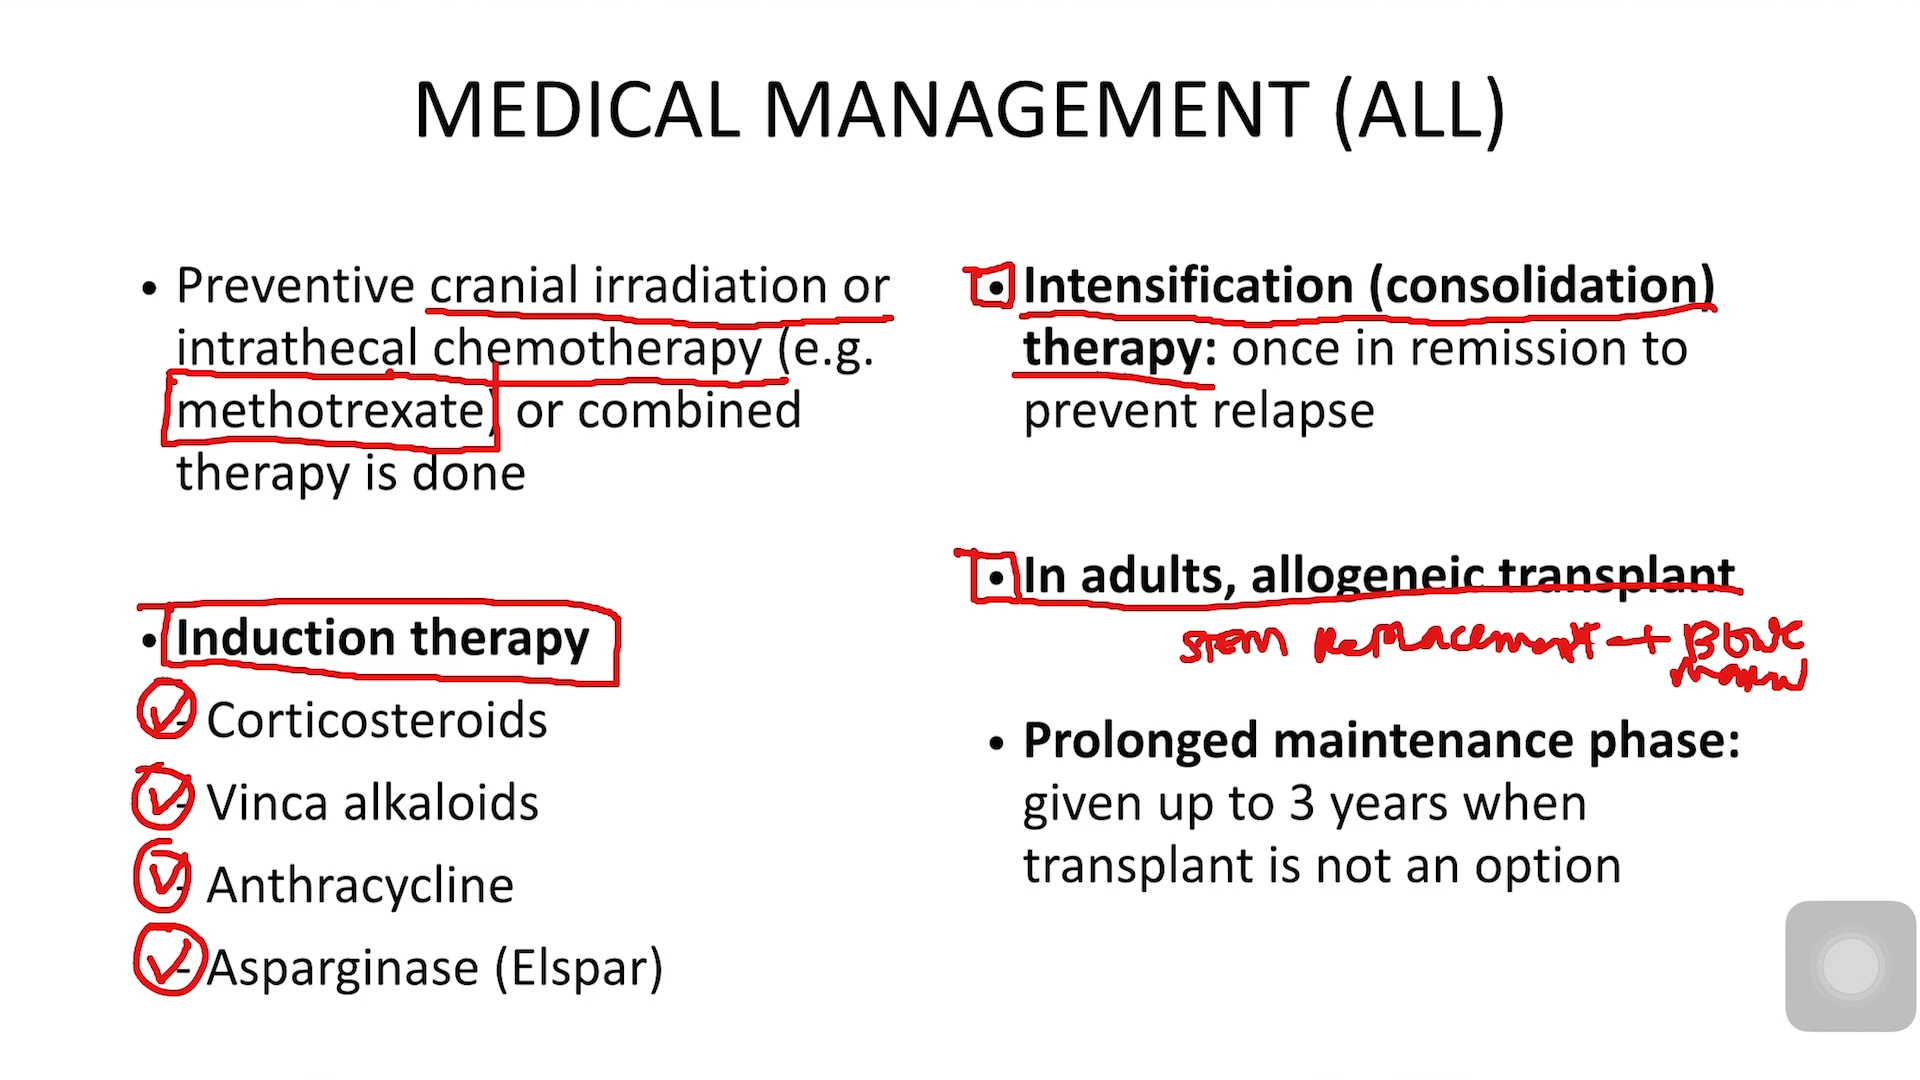 MEDICAL MANAGEMENT (ALL)
• Preventive cranial irradiation or
intrathecal chemotherapy (e.g.
methotrexate) or combined
therapy is done
• Induction therapy
- Corticosteroids
- Vinca alkaloids
- Anthracycline
- Asparginase (Elspar)
• Intensification (consolidation)
therapy: once in remission to
prevent relapse
• In adults, allogeneic transplant
STEM Replacement → Bone
marrow
• Prolonged maintenance phase:
given up to 3 years when
transplant is not an option